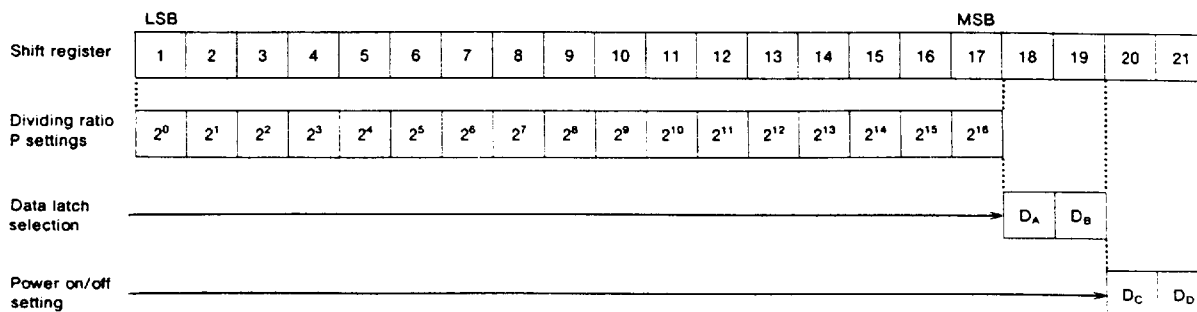 LSB MSB
Shift register 1 2 3 4 5 6 7 8 9 10 11 12 13 14 15 16 17 18 19 20 21
Dividing ratio
P settings
2⁰ 2¹ 2² 2³ 2⁴ 2⁵ 2⁶ 2⁷ 2⁸ 2⁹ 2¹⁰ 2¹¹ 2¹² 2¹³ 2¹⁴ 2¹⁵ 2¹⁶
Data latch
selection
D_A D_B
Power on/off
setting
D_C D_D